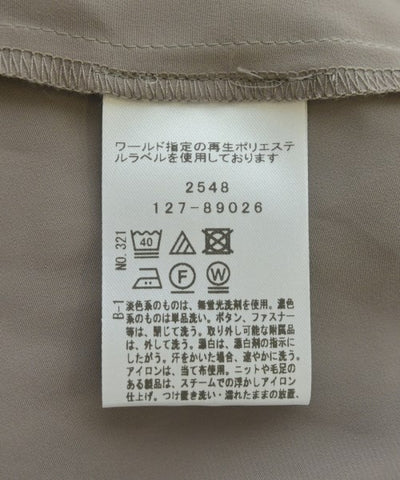 ワールド指定の再生ポリエステ
ルラベルを使用しております
2548
127-89026
NO.321
40
F
W
B-1
淡色系のものは、無蛍光洗剤を使用。濃色
系のものは単品洗い。ボタン、ファスナー
等は、閉じて洗う。取り外し可能な附属品
は、外して洗う。漂白は、漂白剤の指示に
したがう。汗をかいた場合、速やかに洗う。
アイロンは、当て布使用。ニットや毛足の
ある製品は、スチームでの浮かしアイロン
仕上げ。つけ置き洗い・濡れたままの放置、